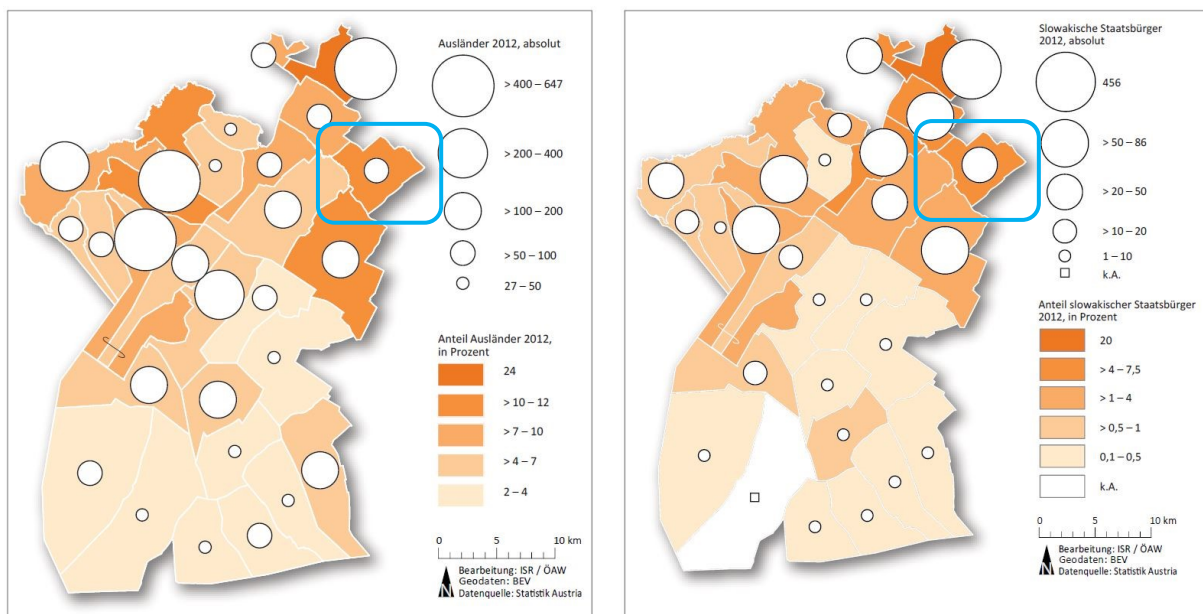 Ausländer 2012, absolut
> 400 – 647
> 200 – 400
> 100 – 200
> 50 – 100
27 – 50
Anteil Ausländer 2012,
in Prozent
24
> 10 – 12
> 7 – 10
> 4 – 7
2 – 4
0 5 10 km
N
Bearbeitung: ISR / ÖAW
Geodaten: BEV
Datenquelle: Statistik Austria
Slowakische Staatsbürger
2012, absolut
456
> 50 – 86
> 20 – 50
> 10 – 20
1 – 10
k.A.
Anteil slowakischer Staatsbürger
2012, in Prozent
20
> 4 – 7,5
> 1 – 4
> 0,5 – 1
0,1 – 0,5
k.A.
0 5 10 km
N
Bearbeitung: ISR / ÖAW
Geodaten: BEV
Datenquelle: Statistik Austria